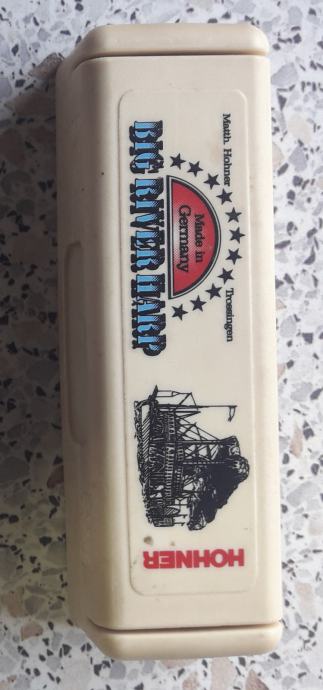 Matth. Hohner Trossingen
Made in
Germany
BIG RIVER HARP
HOHNER